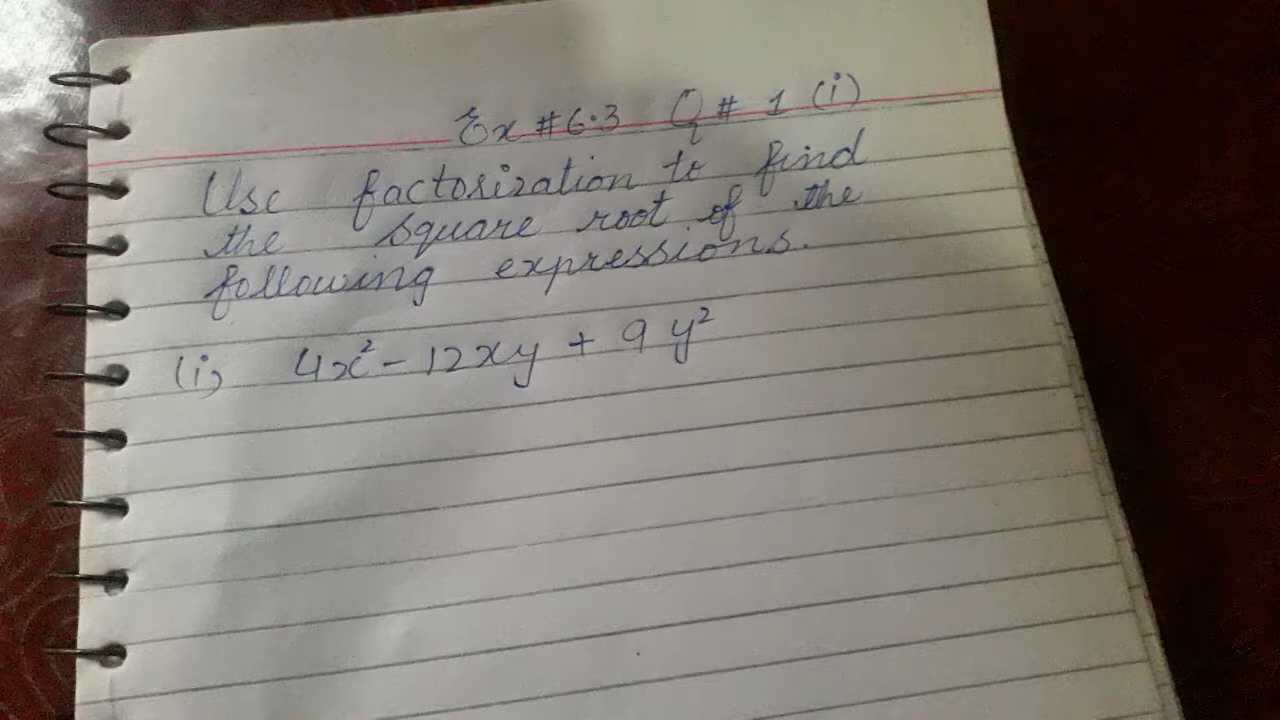 Ex #6.3 Q # 1 (i)
Use factorization to find
the square root of the
following expressions.
(i) 4x² - 12xy + 9y²